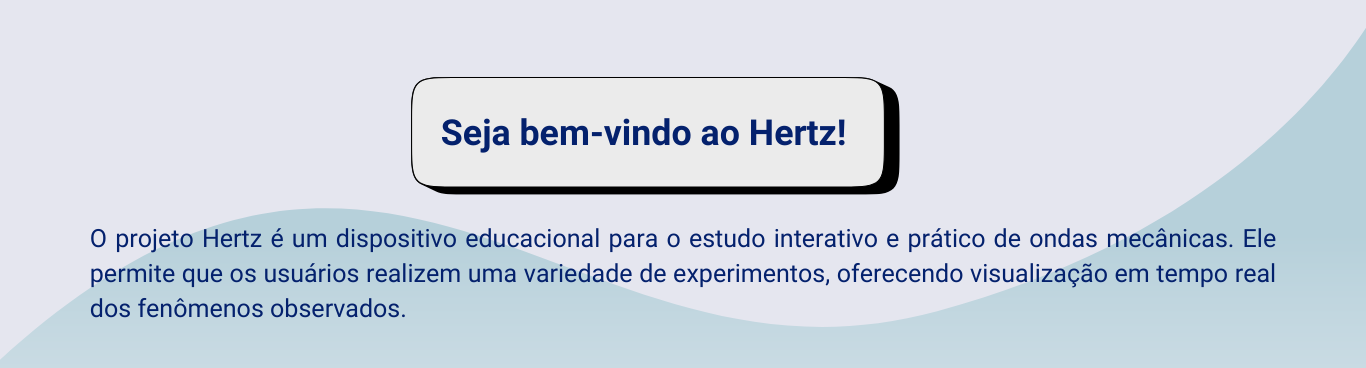 Seja bem-vindo ao Hertz!
O projeto Hertz é um dispositivo educacional para o estudo interativo e prático de ondas mecânicas. Ele
permite que os usuários realizem uma variedade de experimentos, oferecendo visualização em tempo real
dos fenômenos observados.